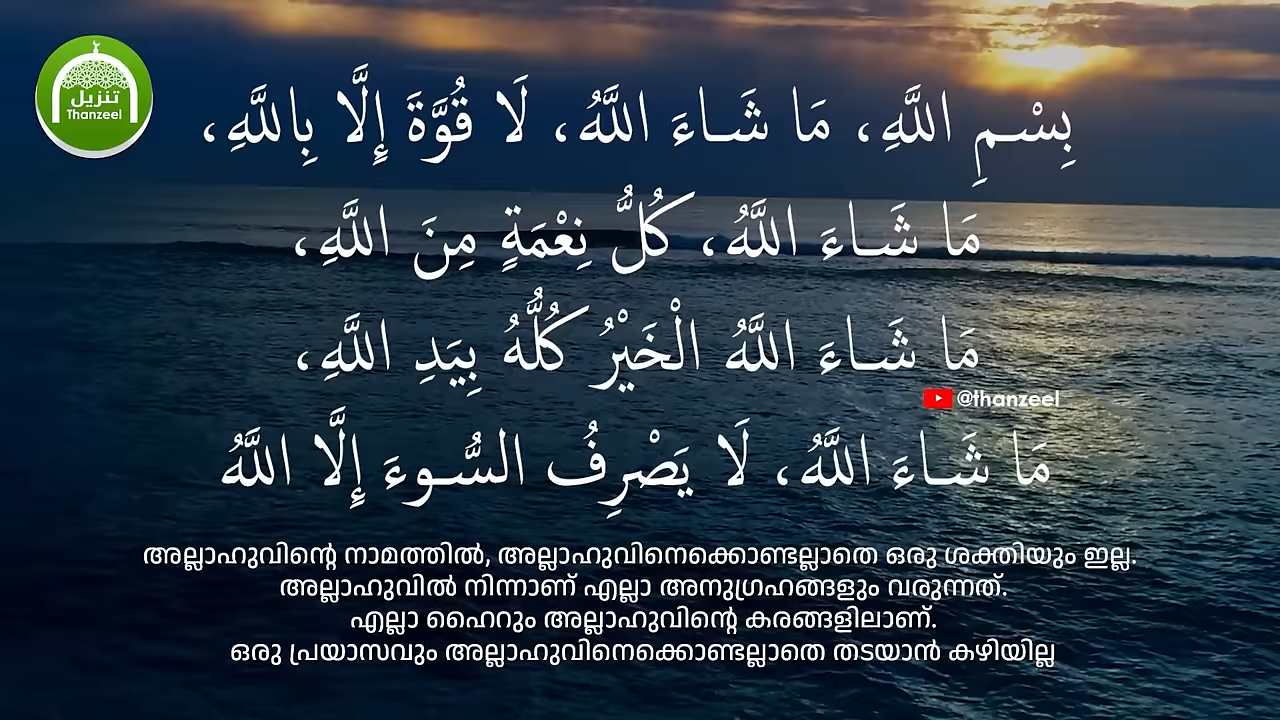 تنزيل
Thanzeel
بِسْمِ اللَّهِ، مَا شَاءَ اللَّهُ، لَا قُوَّةَ إِلَّا بِاللَّهِ،
مَا شَاءَ اللَّهُ، كُلُّ نِعْمَةٍ مِنَ اللَّهِ،
مَا شَاءَ اللَّهُ الْخَيْرُ كُلُّهُ بِيَدِ اللَّهِ،
@thanzeel
مَا شَاءَ اللَّهُ، لَا يَصْرِفُ السُّوءَ إِلَّا اللَّهُ
അല്ലാഹുവിന്റെ നാമത്തിൽ, അല്ലാഹുവിനെക്കൊണ്ടല്ലാതെ ഒരു ശക്തിയും ഇല്ല.
അല്ലാഹുവിൽ നിന്നാണ് എല്ലാ അനുഗ്രഹങ്ങളും വരുന്നത്.
എല്ലാ ഹൈറും അല്ലാഹുവിന്റെ കരങ്ങളിലാണ്.
ഒരു പ്രയാസവും അല്ലാഹുവിനെക്കൊണ്ടല്ലാതെ തടയാൻ കഴിയില്ല